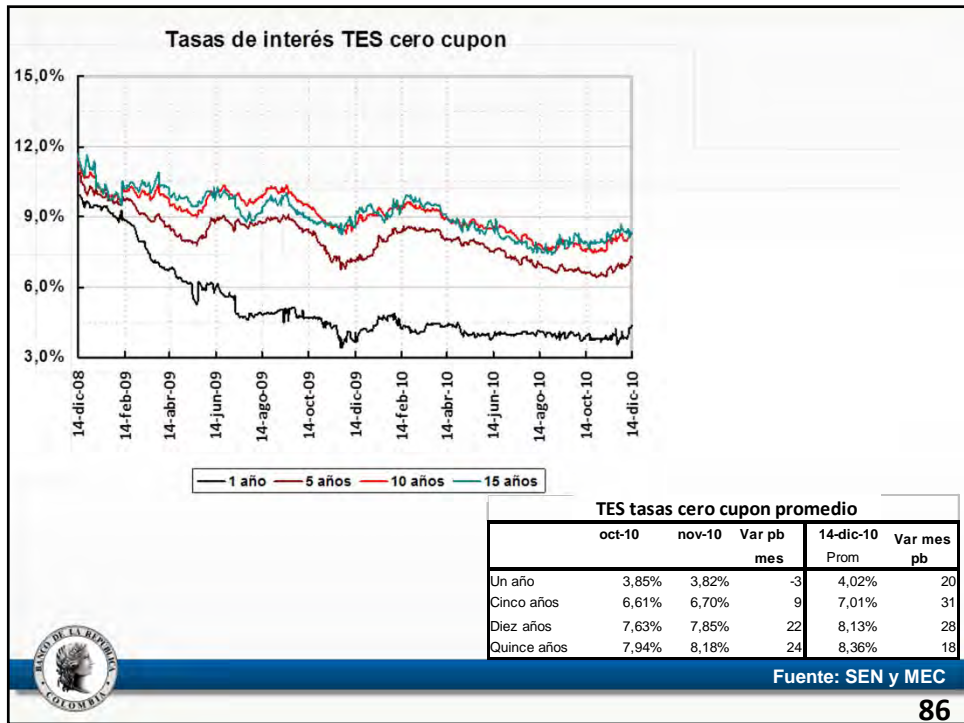 Tasas de interés TES cero cupon
15,0%
12,0%
9,0%
6,0%
3,0%
14-dic-08
14-feb-09
14-abr-09
14-jun-09
14-ago-09
14-oct-09
14-dic-09
14-feb-10
14-abr-10
14-jun-10
14-ago-10
14-oct-10
14-dic-10
1 año 5 años 10 años 15 años
TES tasas cero cupon promedio
oct-10 nov-10 Var pb mes 14-dic-10 Prom Var mes pb
Un año 3,85% 3,82% -3 4,02% 20
Cinco años 6,61% 6,70% 9 7,01% 31
Diez años 7,63% 7,85% 22 8,13% 28
Quince años 7,94% 8,18% 24 8,36% 18
BANCO DE LA REPÚBLICA
COLOMBIA
Fuente: SEN y MEC
86